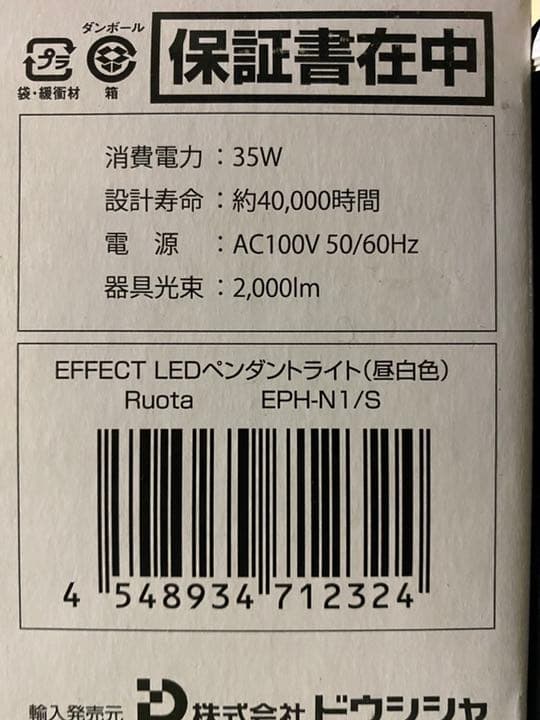 ダンボール
プラ
保証書在中
袋・緩衝材
箱
消費電力：35W
設計寿命：約40,000時間
電　源　：AC100V 50/60Hz
器具光束：2,000lm
EFFECT LEDペンダントライト(昼白色)
Ruota EPH-N1/S
4 548934 712324
輸入発売元 株式会社 ドウシシャ